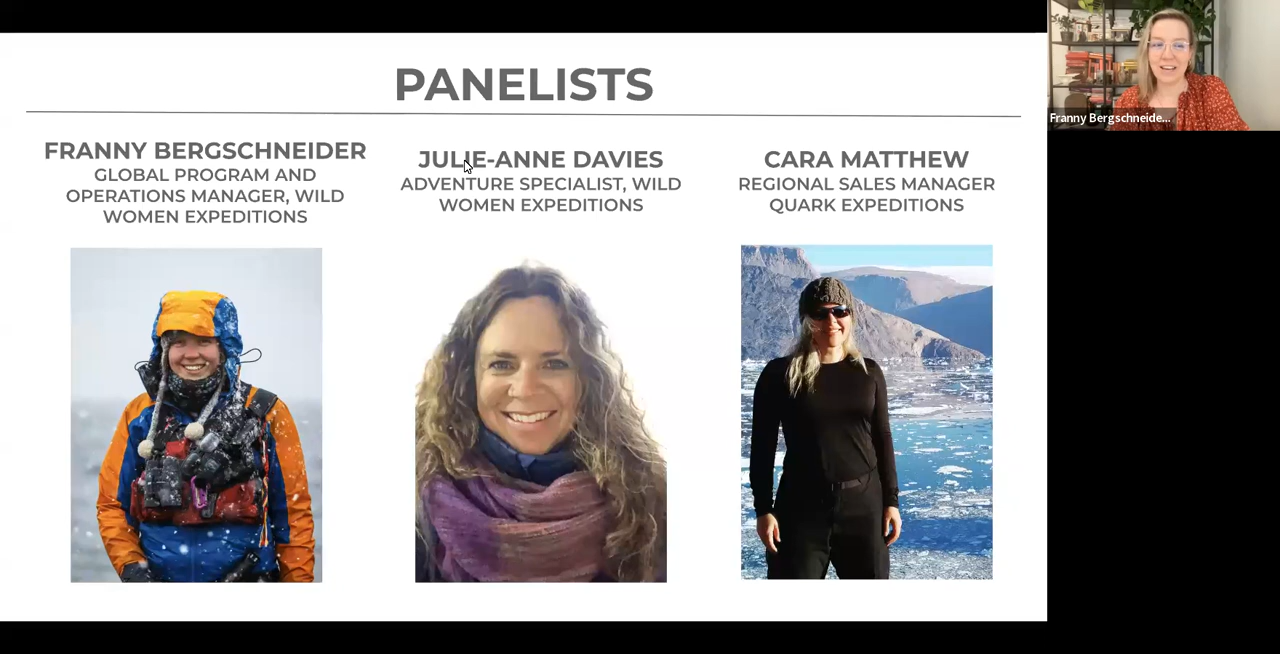 PANELISTS
FRANNY BERGSCHNEIDER
GLOBAL PROGRAM AND
OPERATIONS MANAGER, WILD
WOMEN EXPEDITIONS
JULIE-ANNE DAVIES
ADVENTURE SPECIALIST, WILD
WOMEN EXPEDITIONS
CARA MATTHEW
REGIONAL SALES MANAGER
QUARK EXPEDITIONS
Franny Bergschneide...